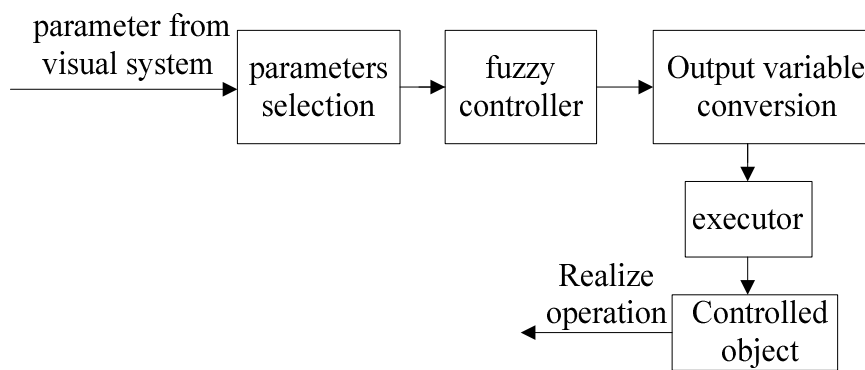 parameter from
visual system
parameters
selection
fuzzy
controller
Output variable
conversion
executor
Realize
operation
Controlled
object